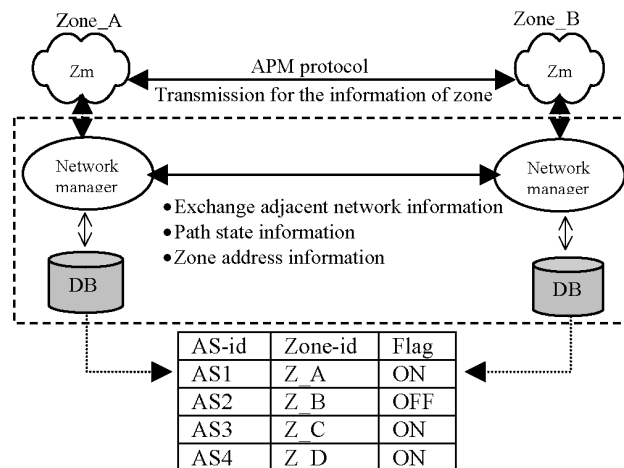 Zone_A
Zone_B
Zm
APM protocol
Zm
Transmission for the information of zone
Network
manager
Network
manager
•Exchange adjacent network information
•Path state information
•Zone address information
DB
DB
AS-id Zone-id Flag
AS1 Z_A ON
AS2 Z_B OFF
AS3 Z_C ON
AS4 Z_D ON